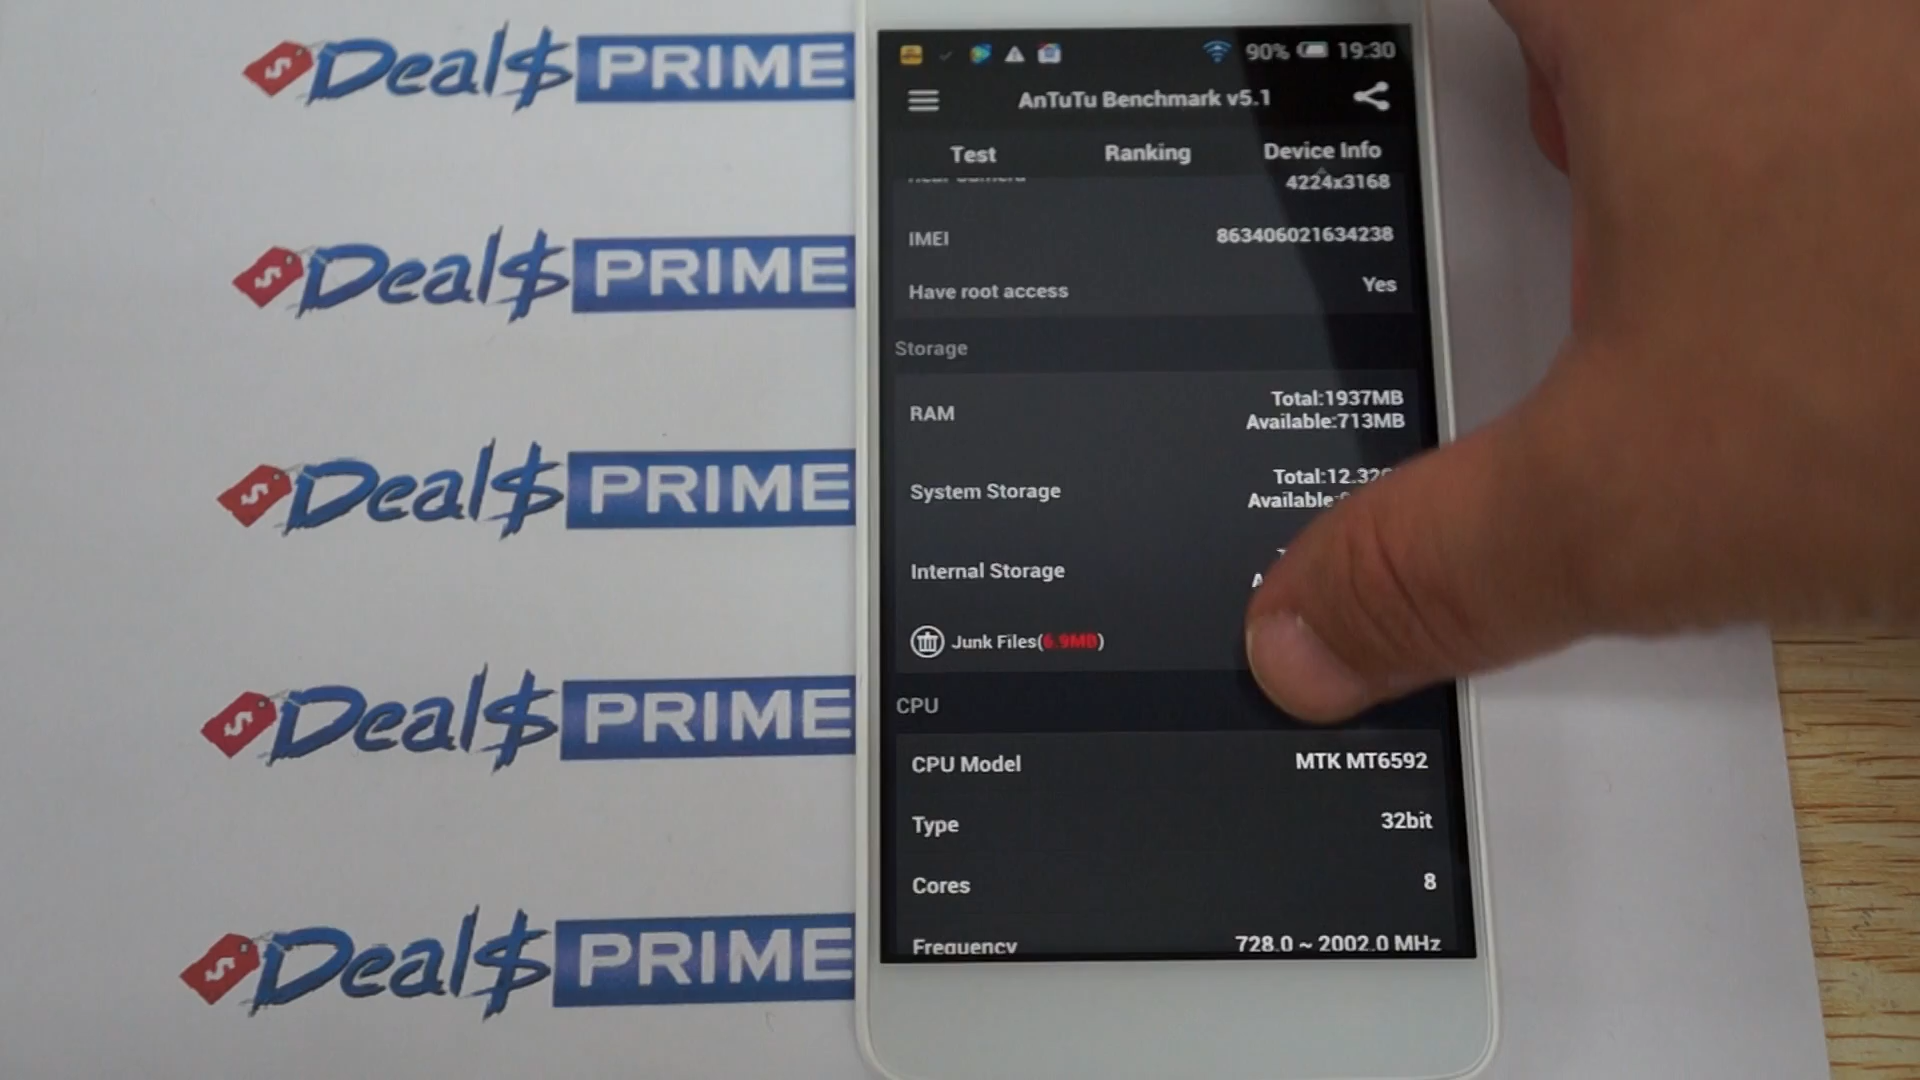 Deal$ PRIME
Deal$ PRIME
Deal$ PRIME
Deal$ PRIME
Deal$ PRIME
90% 19:30
AnTuTu Benchmark v5.1
Test Ranking Device Info
4224x3168
IMEI 863406021634238
Have root access Yes
Storage
RAM Total:1937MB
Available:713MB
System Storage Total:12.32
Available:
Internal Storage
Junk Files(6.9MB)
CPU
CPU Model MTK MT6592
Type 32bit
Cores 8
Frequency 728.0 ~ 2002.0 MHz